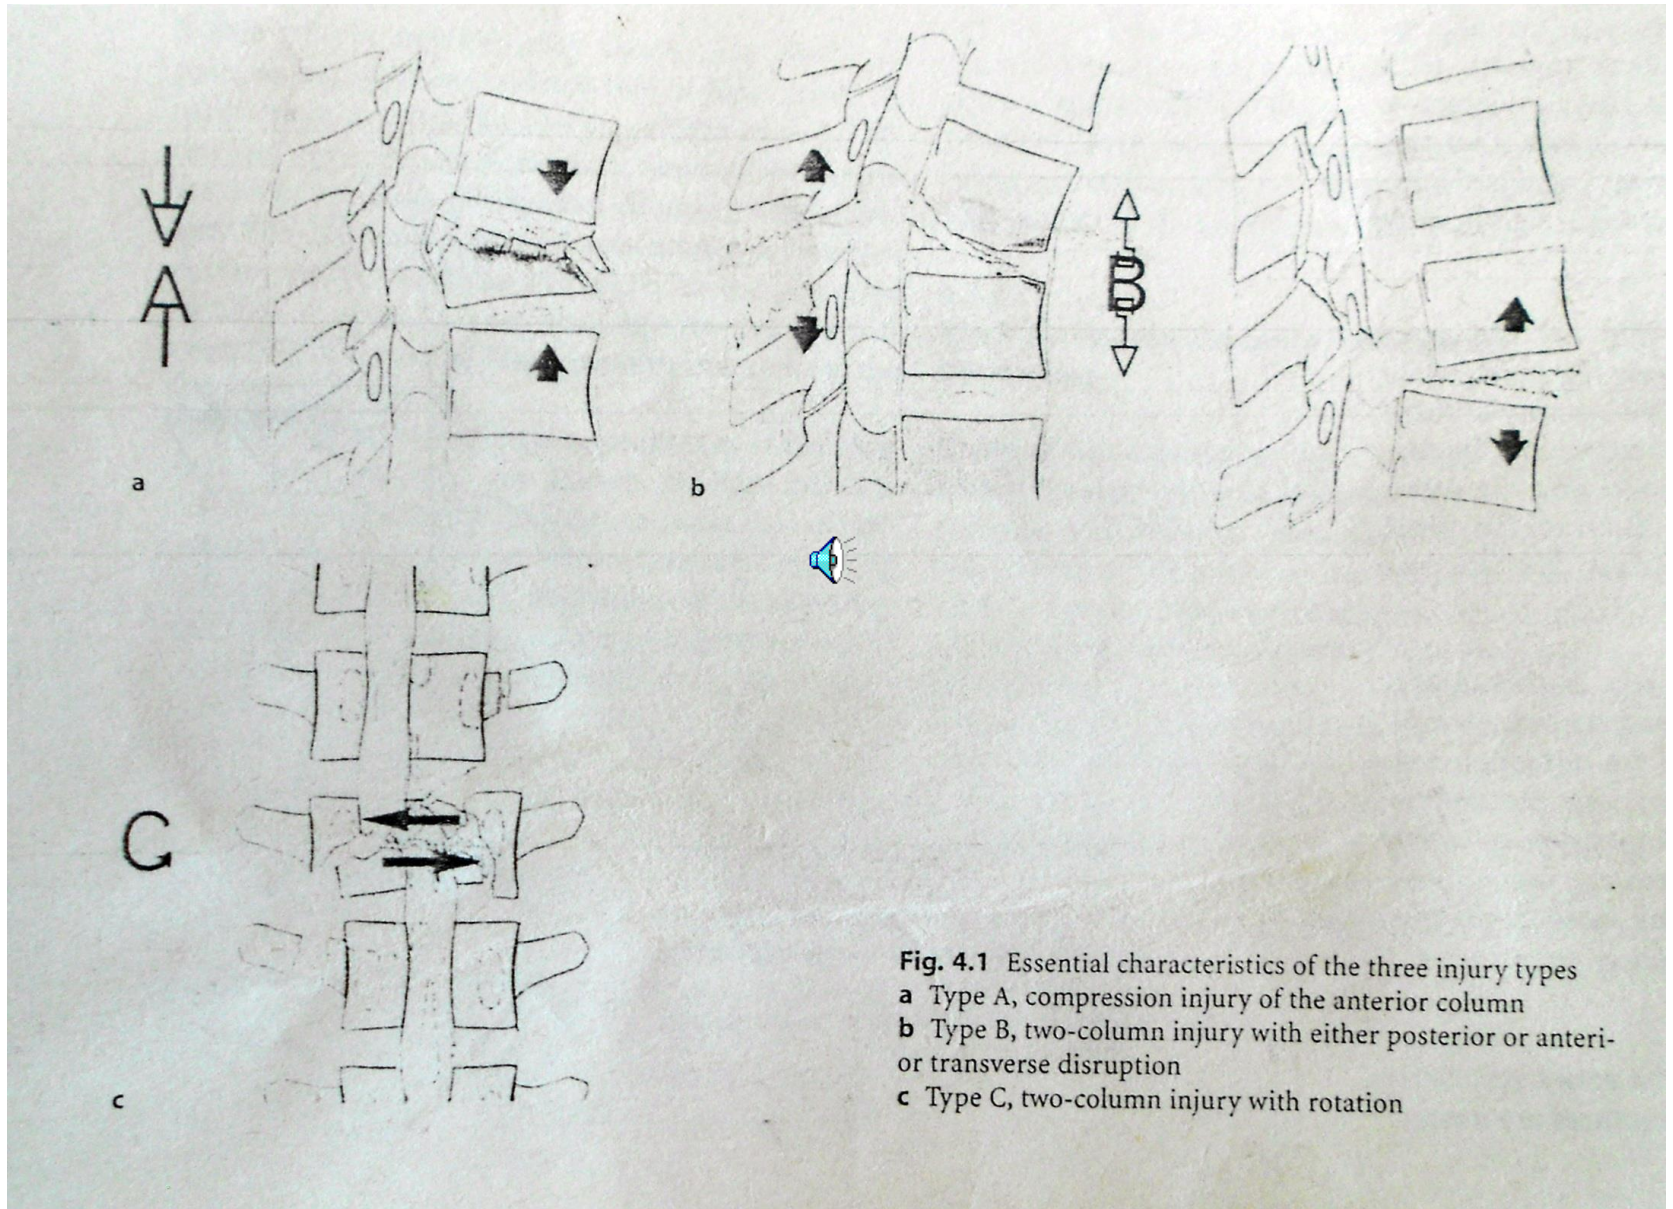 A
A
a
b
B
C
c
Fig. 4.1 Essential characteristics of the three injury types
a Type A, compression injury of the anterior column
b Type B, two-column injury with either posterior or anteri-
or transverse disruption
c Type C, two-column injury with rotation